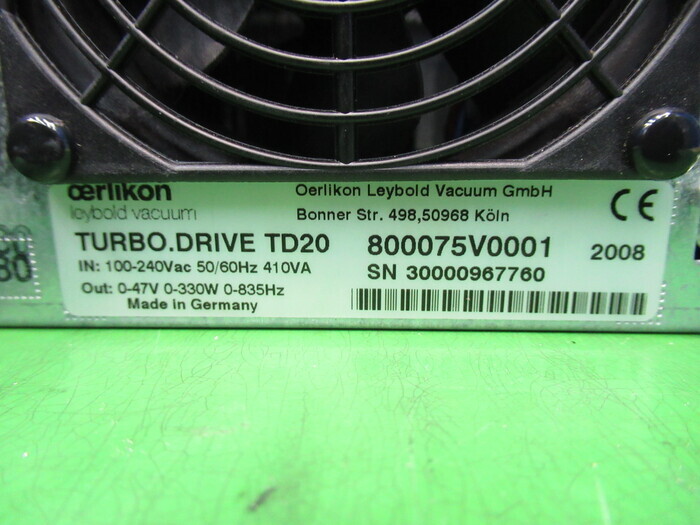 oerlikon
leybold vacuum
Oerlikon Leybold Vacuum GmbH
Bonner Str. 498,50968 Köln
CE
TURBO.DRIVE TD20 800075V0001 2008
IN: 100-240Vac 50/60Hz 410VA
SN 30000967760
Out: 0-47V 0-330W 0-835Hz
Made in Germany